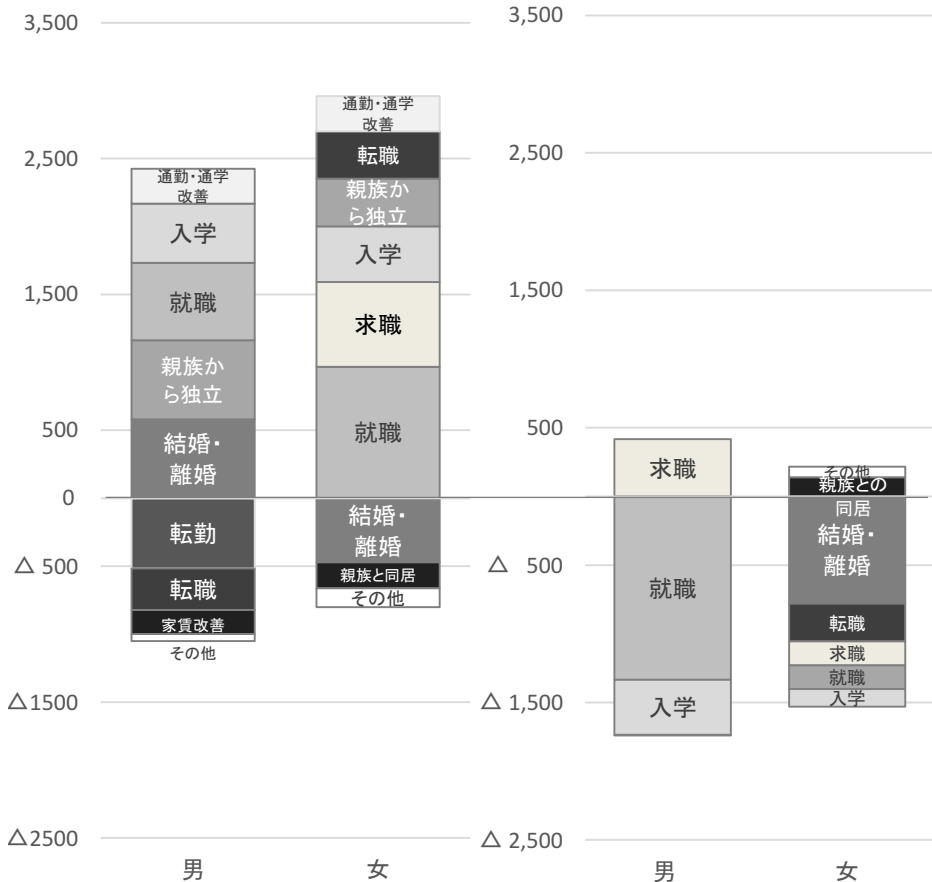 3,500
2,500
1,500
500
0
△ 500
△1500
△2500
通勤・通学
改善
入学
就職
親族か
ら独立
結婚・
離婚
転勤
転職
家賃改善
その他
男
通勤・通学
改善
転職
親族か
ら独立
入学
求職
就職
結婚・
離婚
親族と同居
その他
女
3,500
2,500
1,500
500
0
△ 500
△ 1,500
△ 2,500
求職
就職
入学
男
その他
親族との
同居
結婚・
離婚
転職
求職
就職
入学
女